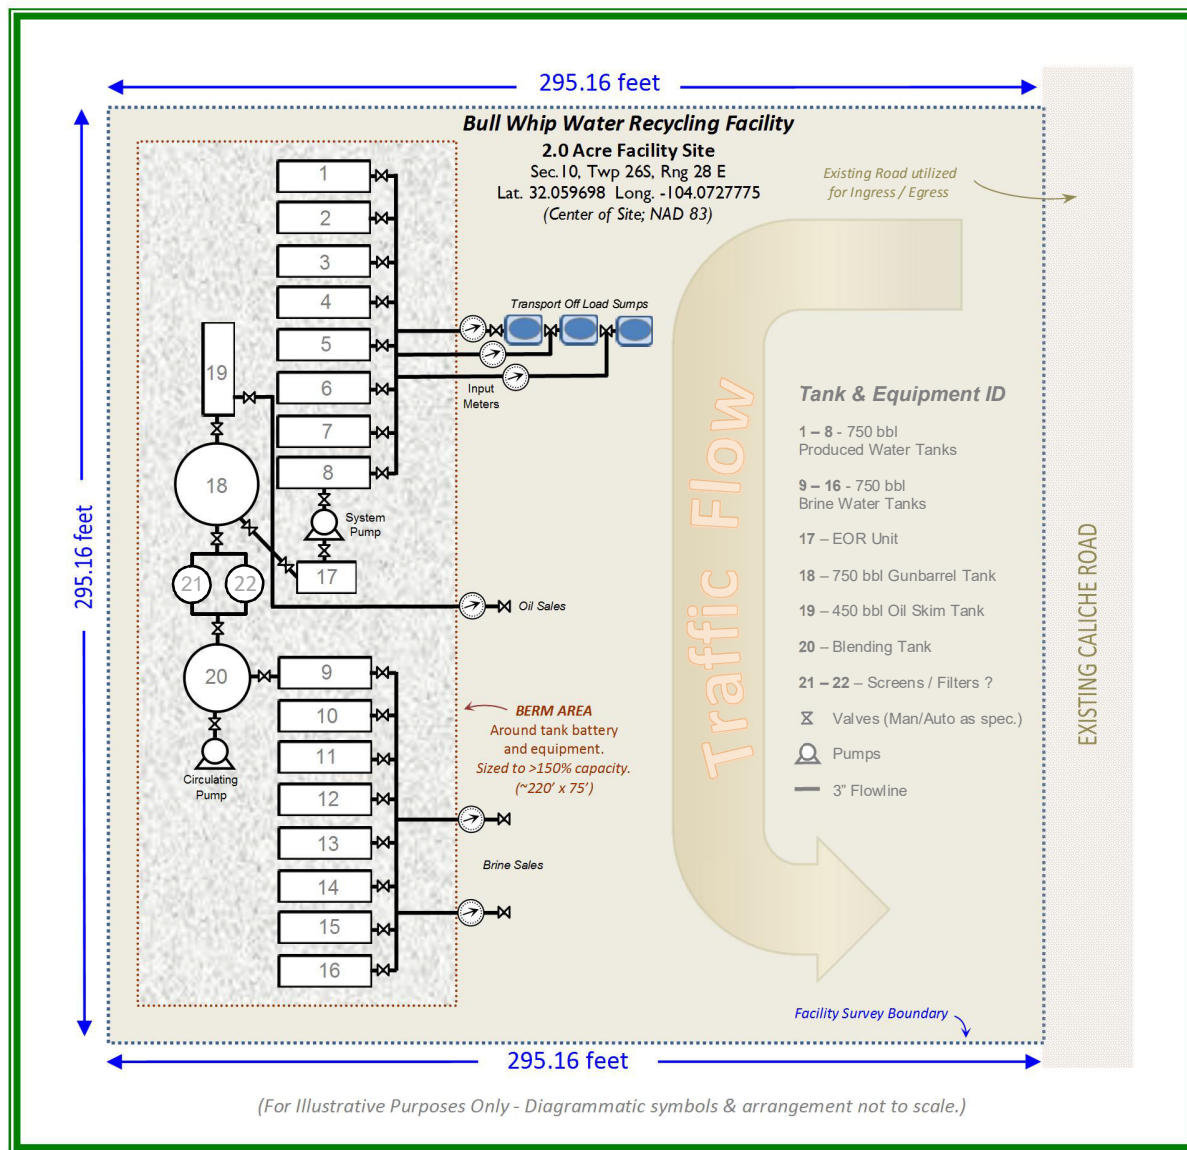 295.16 feet
Bull Whip Water Recycling Facility
2.0 Acre Facility Site
Sec.10, Twp 26S, Rng 28 E
Lat. 32.059698 Long. -104.0727775
(Center of Site; NAD 83)
Existing Road utilized
for Ingress / Egress
1
2
3
4
5
6
7
8
Transport Off Load Sumps
Input
Meters
19
18
System
Pump
17
21
22
Oil Sales
20
Circulating
Pump
9
10
11
12
13
14
15
16
BERM AREA
Around tank battery
and equipment.
Sized to >150% capacity.
(~220' x 75')
Brine Sales
Traffic Flow
Tank & Equipment ID
1 – 8 - 750 bbl
Produced Water Tanks
9 – 16 - 750 bbl
Brine Water Tanks
17 – EOR Unit
18 – 750 bbl Gunbarrel Tank
19 – 450 bbl Oil Skim Tank
20 – Blending Tank
21 – 22 – Screens / Filters ?
Valves (Man/Auto as spec.)
Pumps
3" Flowline
295.16 feet
EXISTING CALICHE ROAD
Facility Survey Boundary
295.16 feet
(For Illustrative Purposes Only - Diagrammatic symbols & arrangement not to scale.)